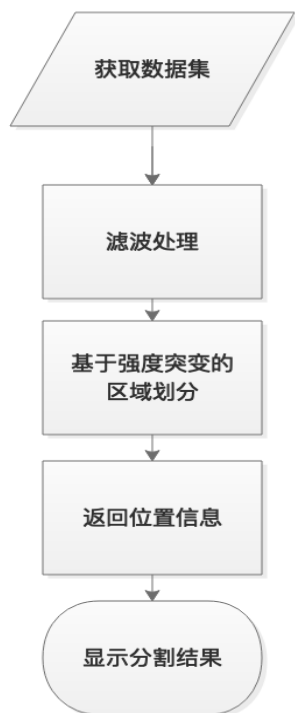 获取数据集
滤波处理
基于强度突变的
区域划分
返回位置信息
显示分割结果